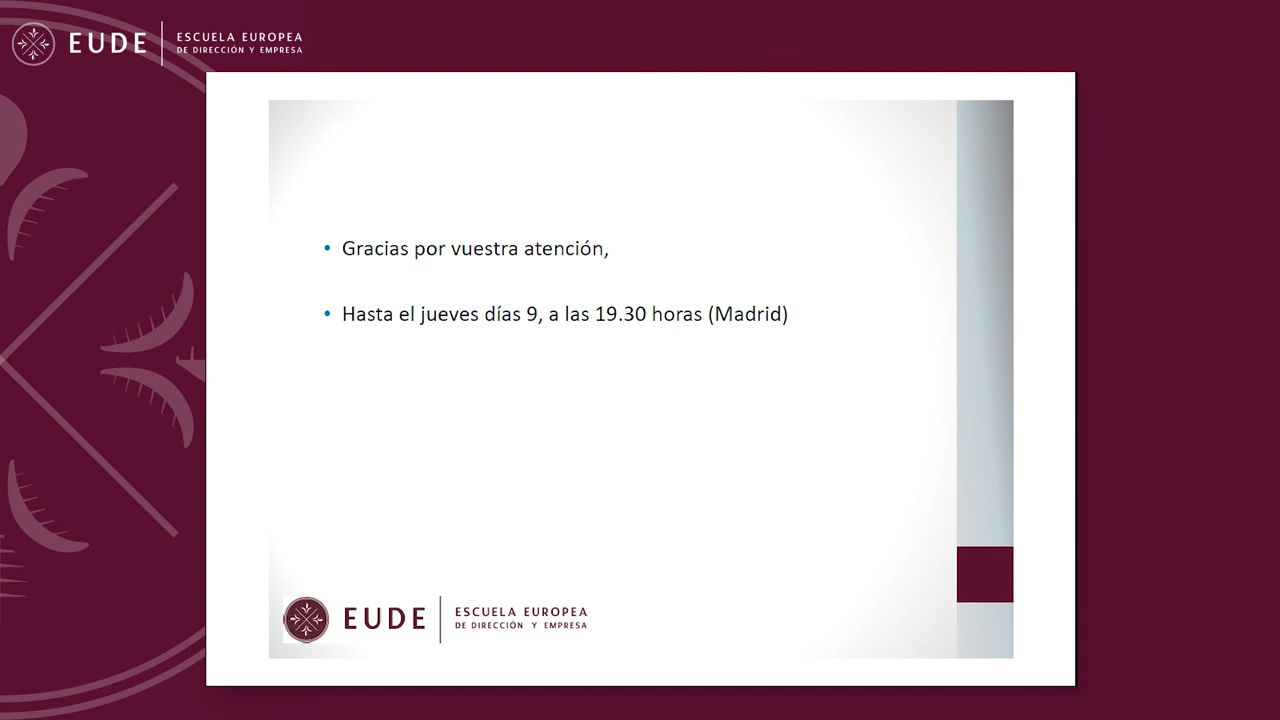 EUDE
ESCUELA EUROPEA
DE DIRECCIÓN Y EMPRESA
• Gracias por vuestra atención,
• Hasta el jueves días 9, a las 19.30 horas (Madrid)
EUDE
ESCUELA EUROPEA
DE DIRECCIÓN Y EMPRESA